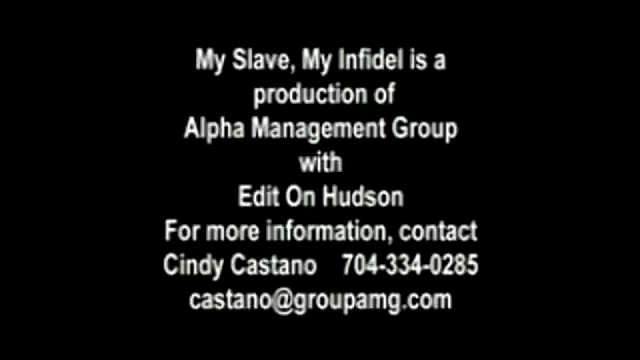 My Slave, My Infidel is a
production of
Alpha Management Group
with
Edit On Hudson
For more information, contact
Cindy Castano 704-334-0285
castano@groupamg.com